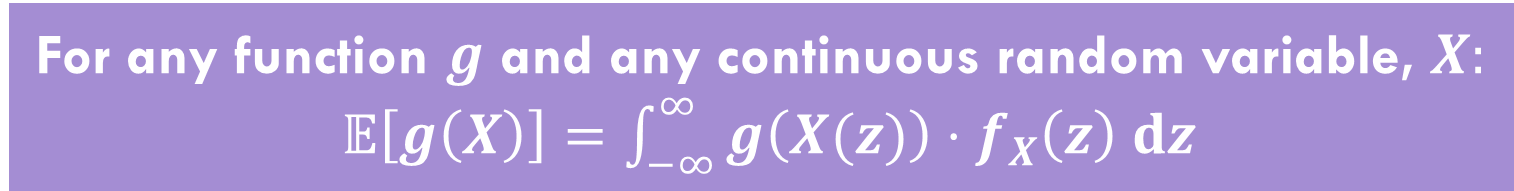 For any function 𝒈 and any continuous random variable, 𝑿:
𝔼[𝒈(𝑿)] = ∫_{−∞}^{∞} 𝒈(𝑿(𝒛)) · 𝒇_𝑿(𝒛) 𝐝𝒛